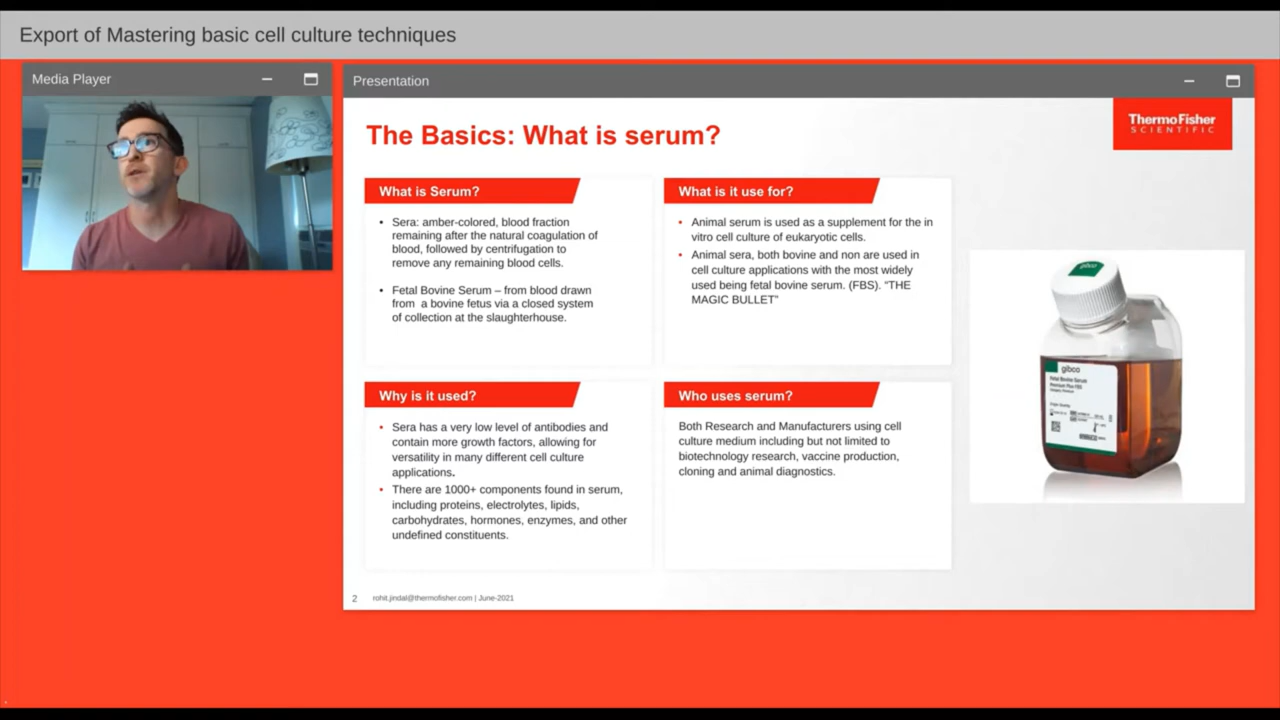 Export of Mastering basic cell culture techniques
Media Player
Presentation
The Basics: What is serum?
ThermoFisher
SCIENTIFIC
What is Serum?
• Sera: amber-colored, blood fraction
remaining after the natural coagulation of
blood, followed by centrifugation to
remove any remaining blood cells.
• Fetal Bovine Serum – from blood drawn
from a bovine fetus via a closed system
of collection at the slaughterhouse.
What is it use for?
• Animal serum is used as a supplement for the in
vitro cell culture of eukaryotic cells.
• Animal sera, both bovine and non are used in
cell culture applications with the most widely
used being fetal bovine serum. (FBS). “THE
MAGIC BULLET”
Why is it used?
• Sera has a very low level of antibodies and
contain more growth factors, allowing for
versatility in many different cell culture
applications.
• There are 1000+ components found in serum,
including proteins, electrolytes, lipids,
carbohydrates, hormones, enzymes, and other
undefined constituents.
Who uses serum?
Both Research and Manufacturers using cell
culture medium including but not limited to
biotechnology research, vaccine production,
cloning and animal diagnostics.
gibco
gibco
Fetal Bovine Serum
2
rohit.jindal@thermofisher.com | June-2021